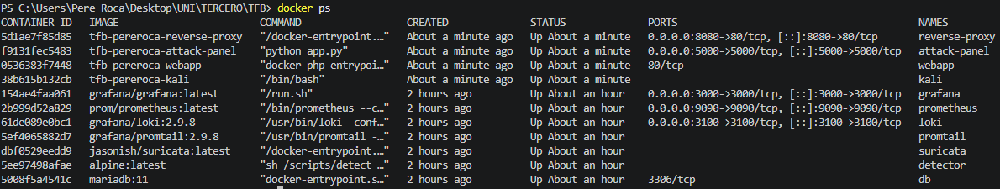 PS C:\Users\Pere Roca\Desktop\UNI\TERCERO\TFB> docker ps
CONTAINER ID IMAGE COMMAND CREATED STATUS PORTS NAMES
5d1ae7f85d85 tfb-pereroca-reverse-proxy "/docker-entrypoint.…" About a minute ago Up About a minute 0.0.0.0:8080->80/tcp, [::]:8080->80/tcp reverse-proxy
f9131fec5483 tfb-pereroca-attack-panel "python app.py" About a minute ago Up About a minute 0.0.0.0:5000->5000/tcp, [::]:5000->5000/tcp attack-panel
0536383f7448 tfb-pereroca-webapp "docker-php-entrypoi…" About a minute ago Up About a minute 80/tcp webapp
38b615b132cb tfb-pereroca-kali "/bin/bash" About a minute ago Up About a minute kali
154ae4faa061 grafana/grafana:latest "/run.sh" 2 hours ago Up About an hour 0.0.0.0:3000->3000/tcp, [::]:3000->3000/tcp grafana
2b999d52a829 prom/prometheus:latest "/bin/prometheus --c…" 2 hours ago Up About an hour 0.0.0.0:9090->9090/tcp, [::]:9090->9090/tcp prometheus
61de089e0bc1 grafana/loki:2.9.8 "/usr/bin/loki -conf…" 2 hours ago Up About an hour 0.0.0.0:3100->3100/tcp, [::]:3100->3100/tcp loki
5ef4065882d7 grafana/promtail:2.9.8 "/usr/bin/promtail -…" 2 hours ago Up About an hour promtail
dbf0529eedd9 jasonish/suricata:latest "/docker-entrypoint.…" 2 hours ago Up About an hour suricata
5ee97498afae alpine:latest "sh /scripts/detect_…" 2 hours ago Up About an hour detector
5008f5a4541c mariadb:11 "docker-entrypoint.s…" 2 hours ago Up About an hour 3306/tcp db